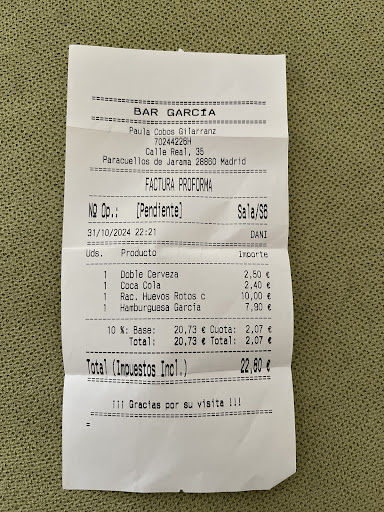 BAR GARCIA
Paula Cobos Gilarranz
70244226H
Calle Real, 35
Paracuellos de Jarama 28860 Madrid
FACTURA PROFORMA
Nº Op.: [Pendiente] Sala/S6
31/10/2024 22:21 DANI
Uds. Producto Importe
1 Doble Cerveza 2,50 €
1 Coca Cola 2,40 €
1 Rac. Huevos Rotos c 10,00 €
1 Hamburguesa Garcia 7,90 €
10 %: Base: 20,73 € Cuota: 2,07 €
Total: 20,73 € Total: 2,07 €
Total (Impuestos Incl.) 22,80 €
¡¡¡ Gracias por su visita !!!
=